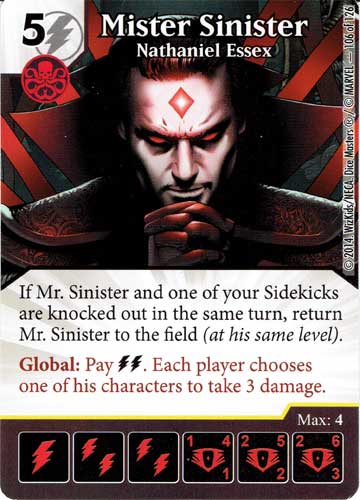 5 Mister Sinister
Nathaniel Essex
©2014 WizKids/NECA. Dice Masters ©/© MARVEL — 106 of 126
If Mr. Sinister and one of your Sidekicks
are knocked out in the same turn, return
Mr. Sinister to the field (at his same level).
Global: Pay . Each player chooses
one of his characters to take 3 damage.
Max: 4
1 4
1
2 5
2
2 6
3